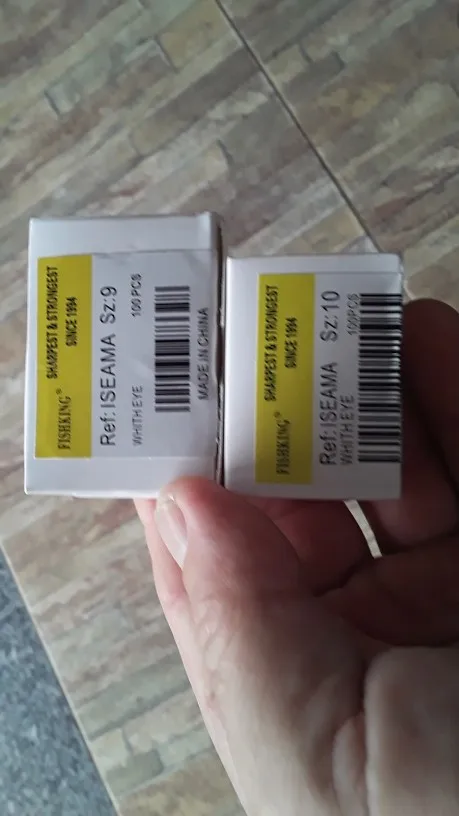 FISHKING® SHARPEST & STRONGEST
SINCE 1994
Ref: ISEAMA Sz:9
WHITH EYE 100 PCS
MADE IN CHINA
FISHKING® SHARPEST & STRONGEST
SINCE 1994
Ref: ISEAMA Sz:10
WHITH EYE 100PCS